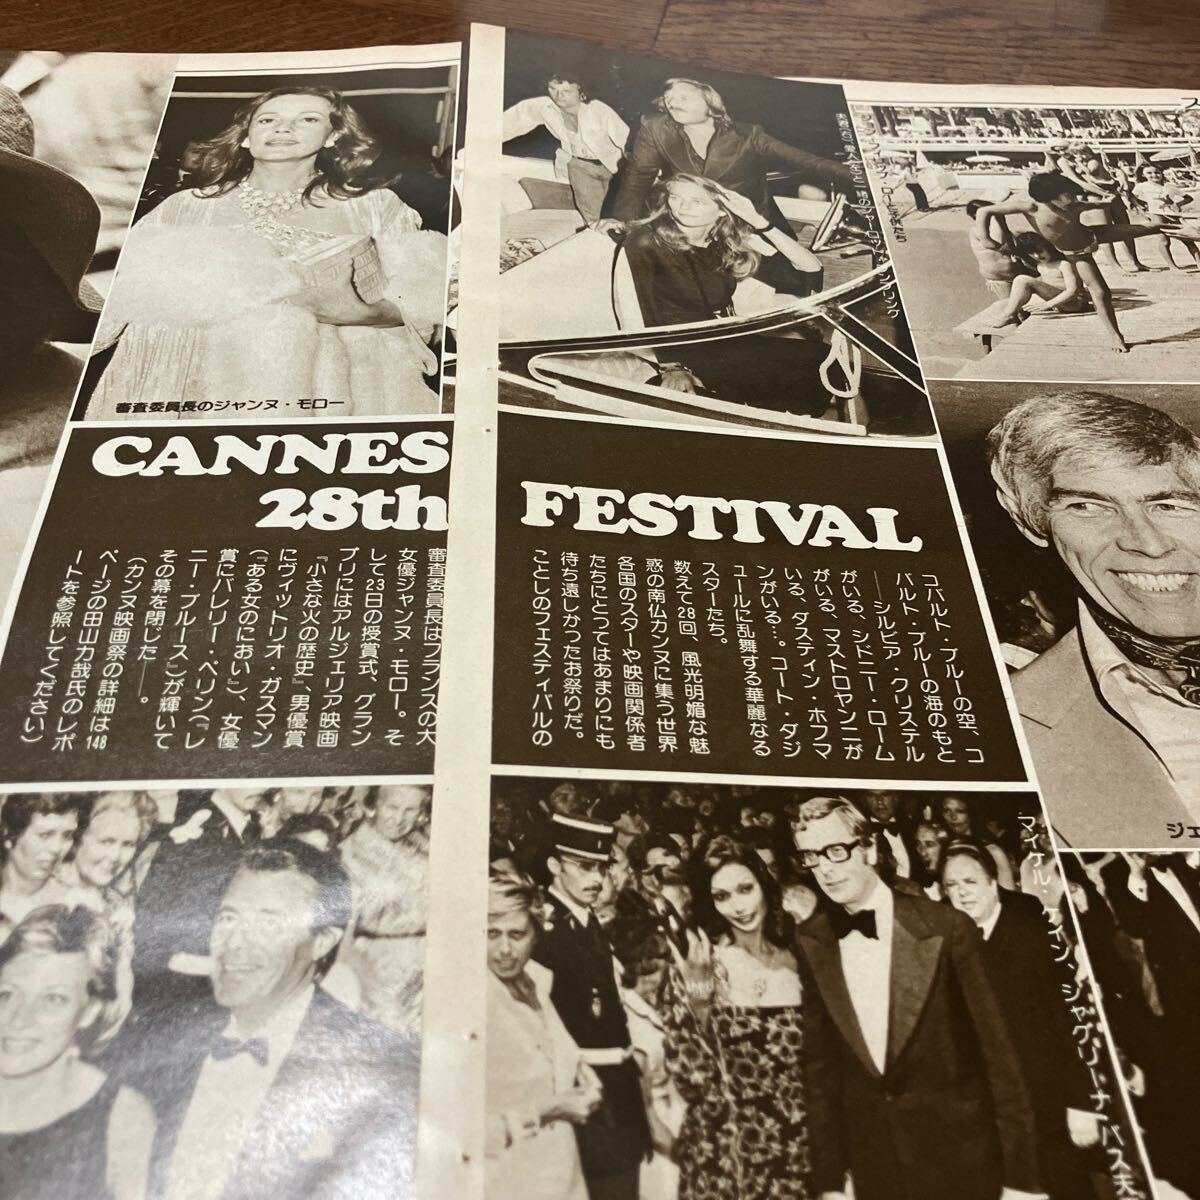 審査委員長のジャンヌ・モロー
CANNES
28th
FESTIVAL
コバルト・ブルーの空、コ
バルト・ブルーの海のもと
――シルビア・クリステル
がいる、シドニー・ローム
がいる、マストロヤンニが
いる、ダスティン・ホフマ
ンがいる…。コート・ダジ
ュールに乱舞する華麗なる
スターたち。
数えて28回、風光明媚な魅
惑の南仏カンヌに集う世界
各国のスターや映画関係者
たちにとってはあまりにも
待ち遠しかったお祭りだ。
ことしのフェスティバルの
審査委員長はフランスの大
女優ジャンヌ・モロー。そ
して23日の授賞式、グラン
プリにはアルジェリア映画
『小さな火の歴史』、男優賞
にヴィットリオ・ガスマン
(『ある女のにおい』)、女優
賞にバレリー・ペリン(『レ
ニー・ブルース』)が輝いて
その幕を閉じた――。
(カンヌ映画祭の詳細は148
ページの田山力哉氏のレポ
ートを参照してください)
マイケル・ケイン、シャクリーナ・バス夫
ジェ